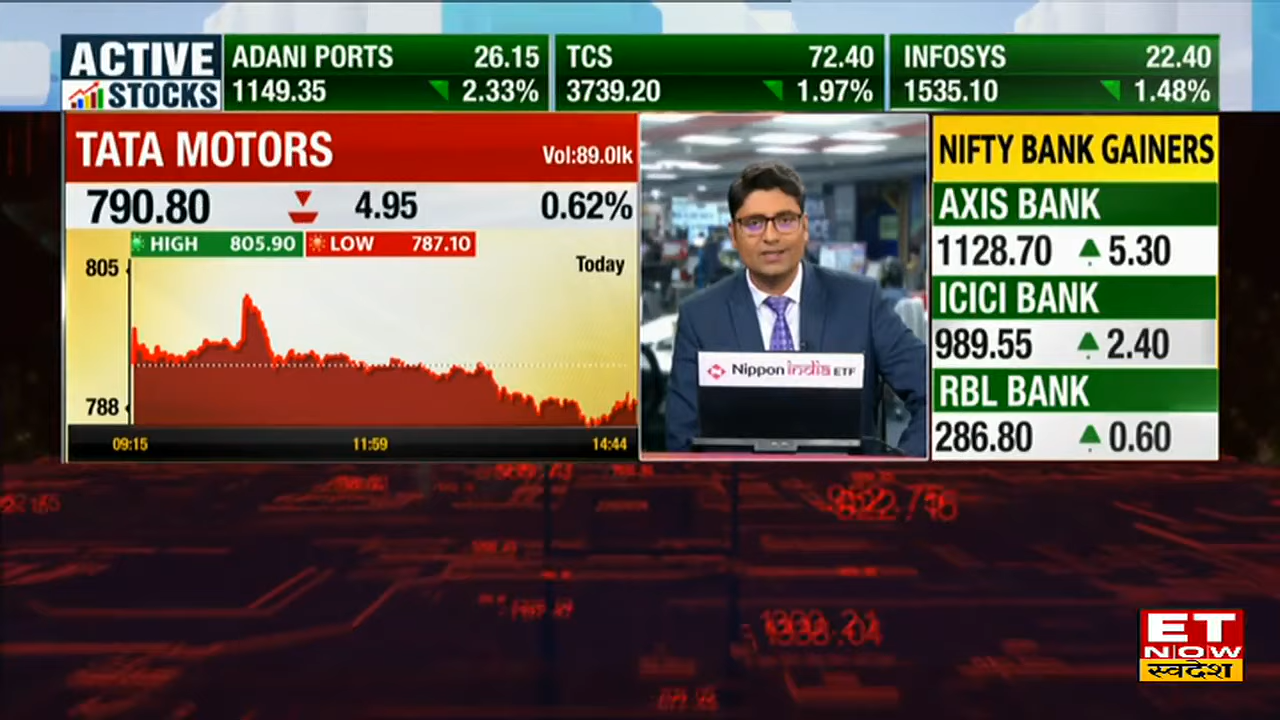 ACTIVE
STOCKS
ADANI PORTS 26.15
1149.35 2.33%
TCS 72.40
3739.20 1.97%
INFOSYS 22.40
1535.10 1.48%
TATA MOTORS Vol:89.0lk
790.80 4.95 0.62%
HIGH 805.90 LOW 787.10
805
Today
788
09:15 11:59 14:44
Nippon india ETF
NIFTY BANK GAINERS
AXIS BANK
1128.70 5.30
ICICI BANK
989.55 2.40
RBL BANK
286.80 0.60
ET
NOW
स्वदेश